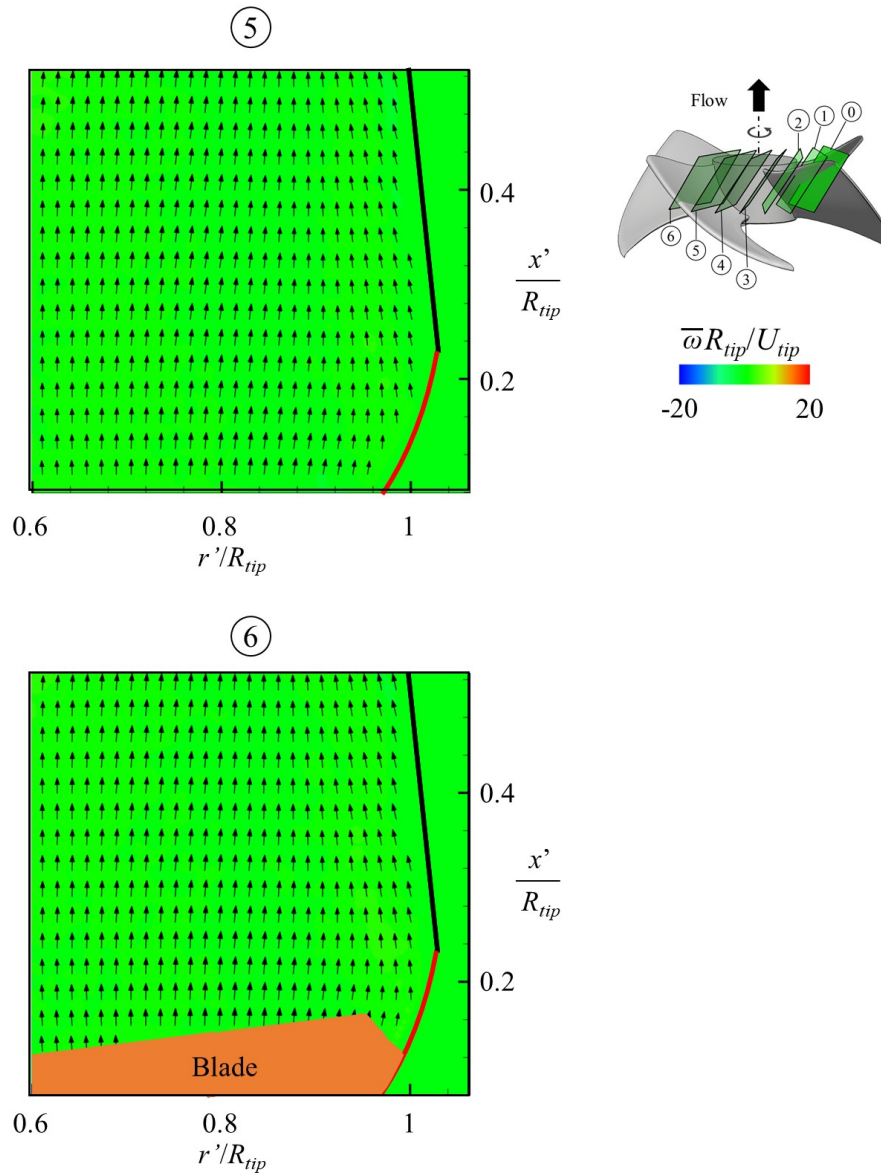 ⑤
0.4
x’
R_tip
0.2
0.6
0.8
1
r’/R_tip
Flow
⓪
①
②
⑥
⑤
④
③
ω̅ R_tip/U_tip
-20
20
⑥
0.4
x’
R_tip
0.2
Blade
0.6
0.8
1
r’/R_tip